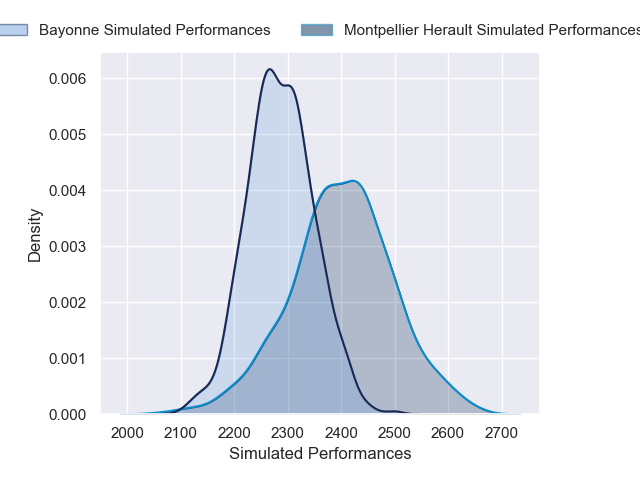 Bayonne Simulated Performances
Montpellier Herault Simulated Performances
0.006
0.005
0.004
0.003
0.002
0.001
0.000
Density
2000 2100 2200 2300 2400 2500 2600 2700
Simulated Performances